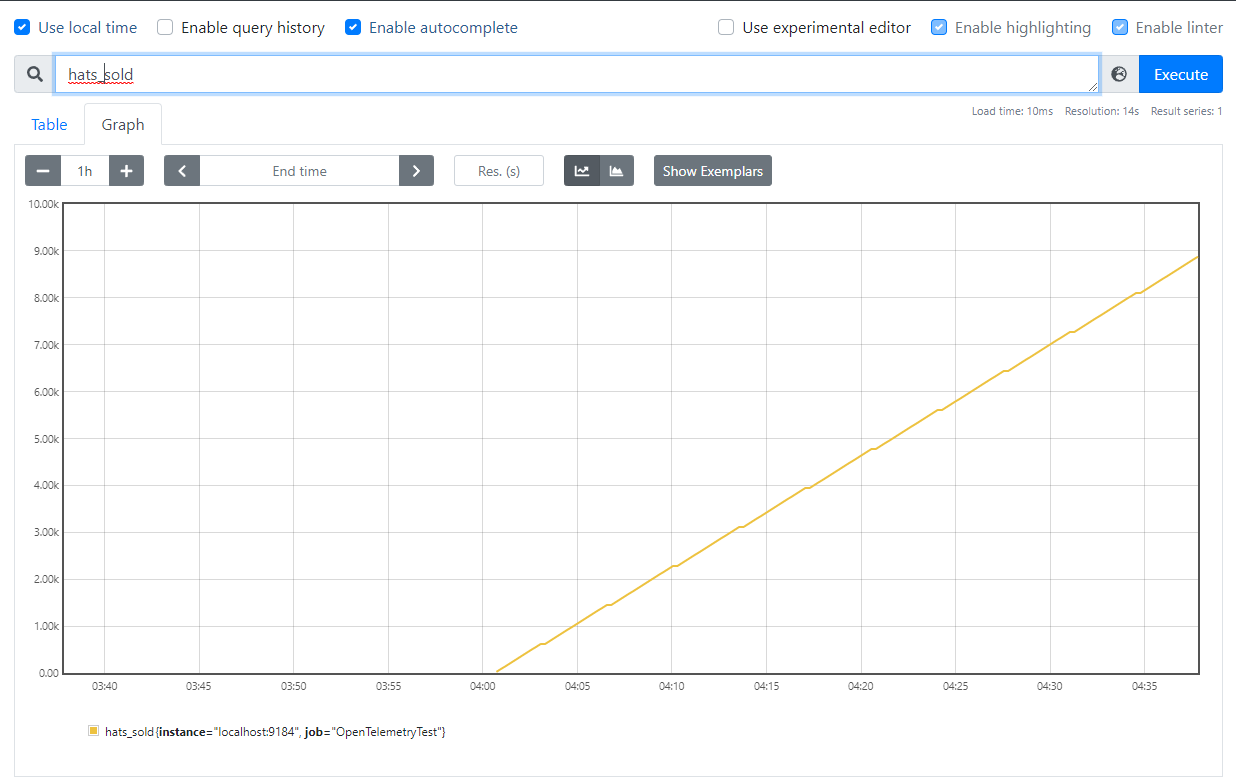 Use local time Enable query history Enable autocomplete Use experimental editor Enable highlighting Enable linter
hats_sold Execute
Load time: 10ms Resolution: 14s Result series: 1
Table Graph
1h End time Res. (s) Show Exemplars
10.00k
9.00k
8.00k
7.00k
6.00k
5.00k
4.00k
3.00k
2.00k
1.00k
0.00
03:40 03:45 03:50 03:55 04:00 04:05 04:10 04:15 04:20 04:25 04:30 04:35
hats_sold{instance="localhost:9184", job="OpenTelemetryTest"}